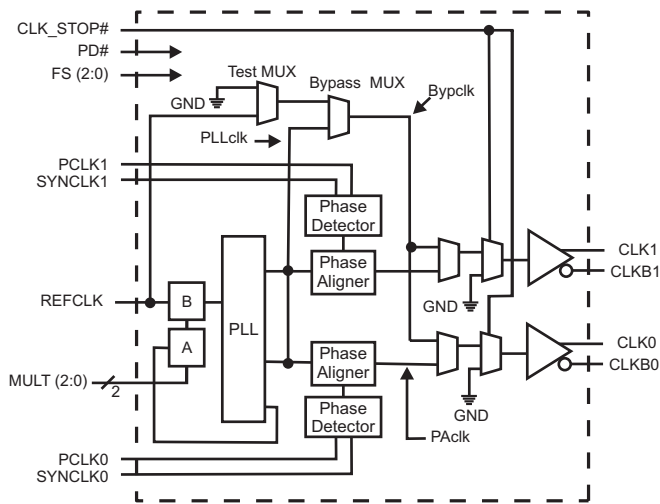 CLK_STOP#
PD#
FS (2:0)
Test MUX
Bypass MUX
GND
Bypclk
PLLclk
PCLK1
SYNCLK1
Phase
Detector
Phase
Aligner
CLK1
CLKB1
GND
REFCLK
B
PLL
A
MULT (2:0)
2
Phase
Aligner
CLK0
CLKB0
GND
Phase
Detector
PAclk
PCLK0
SYNCLK0